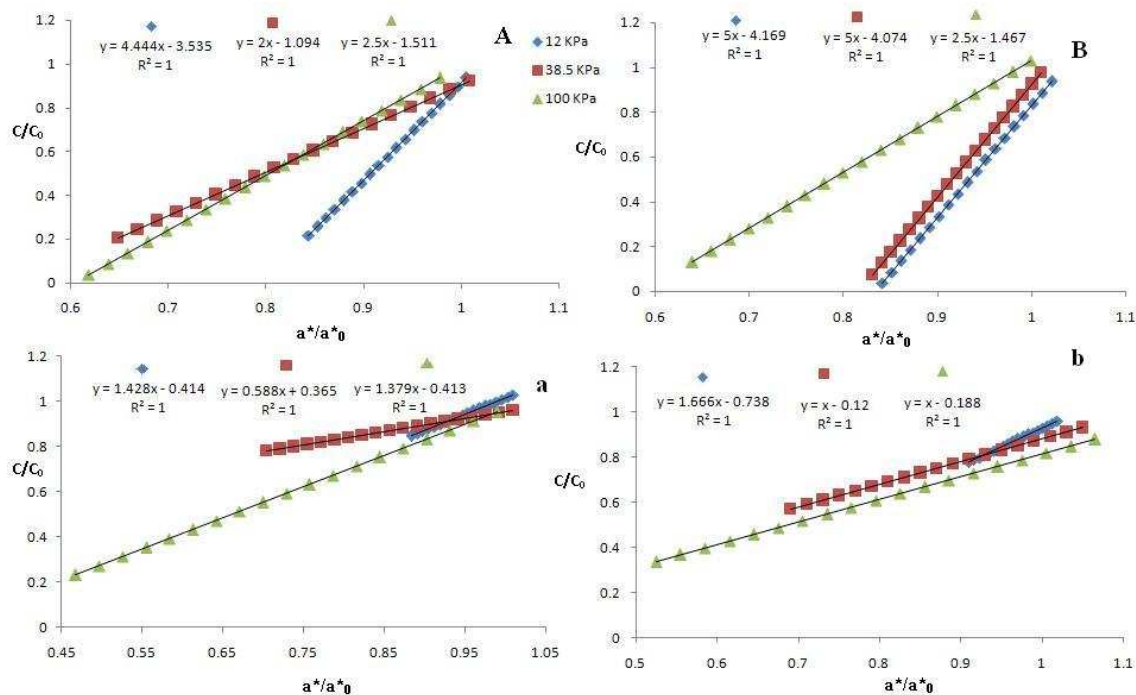 1.2
1
0.8
0.6
0.4
0.2
0
C/C0
y = 4.444x - 3.535
R² = 1
y = 2x - 1.094
R² = 1
y = 2.5x - 1.511
R² = 1
A
12 KPa
38.5 KPa
100 KPa
0.6 0.7 0.8 0.9 1 1.1
a*/a*0
1.2
1
0.8
0.6
0.4
0.2
0
C/C0
y = 5x - 4.169
R² = 1
y = 5x - 4.074
R² = 1
y = 2.5x - 1.467
R² = 1
B
0.6 0.7 0.8 0.9 1 1.1
a*/a*0
1.2
1
0.8
0.6
0.4
0.2
0
C/C0
y = 1.428x - 0.414
R² = 1
y = 0.588x + 0.365
R² = 1
y = 1.379x - 0.413
R² = 1
a
0.45 0.55 0.65 0.75 0.85 0.95 1.05
a*/a*0
1.2
1
0.8
0.6
0.4
0.2
0
C/C0
y = 1.666x - 0.738
R² = 1
y = x - 0.12
R² = 1
y = x - 0.188
R² = 1
b
0.5 0.6 0.7 0.8 0.9 1 1.1
a*/a*0